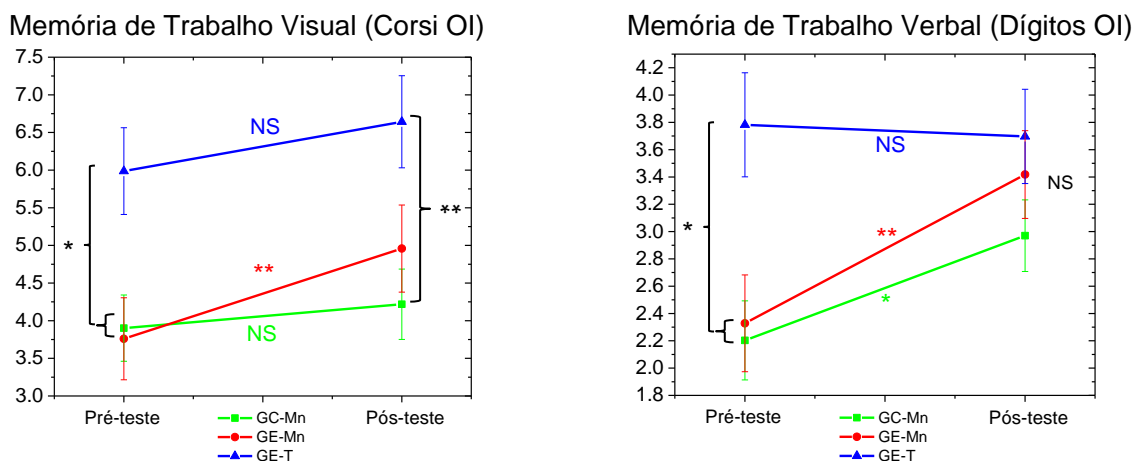 Memória de Trabalho Visual (Corsi OI)
7.5
7.0
6.5
6.0
5.5
5.0
4.5
4.0
3.5
3.0
NS
*
**
**
NS
Pré-teste
Pós-teste
GC-Mn
GE-Mn
GE-T
Memória de Trabalho Verbal (Dígitos OI)
4.2
4.0
3.8
3.6
3.4
3.2
3.0
2.8
2.6
2.4
2.2
2.0
1.8
NS
NS
*
**
*
Pré-teste
Pós-teste
GC-Mn
GE-Mn
GE-T